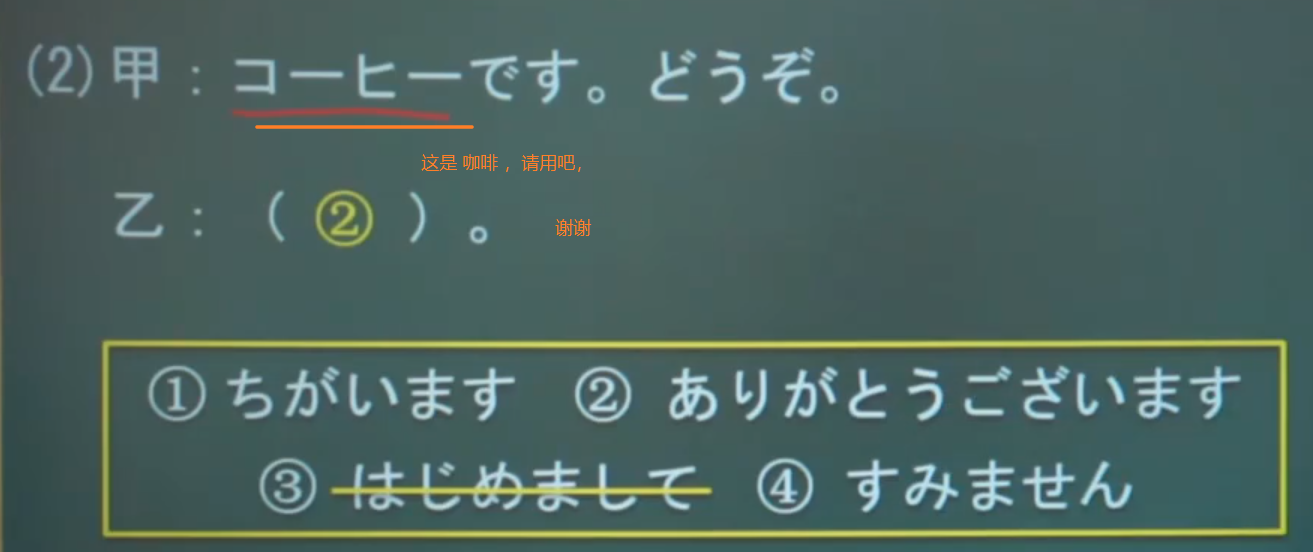 (2)甲：コーヒーです。どうぞ。
这是 咖啡 ，请用吧，
乙：（ ② ）。 谢谢
① ちがいます ② ありがとうございます
③ はじめまして ④ すみません